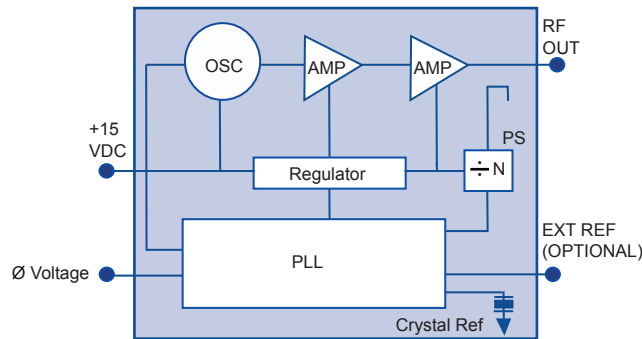 RF
OUT
OSC
AMP
AMP
+15
VDC
PS
Regulator
÷ N
EXT REF
(OPTIONAL)
PLL
Ø Voltage
Crystal Ref